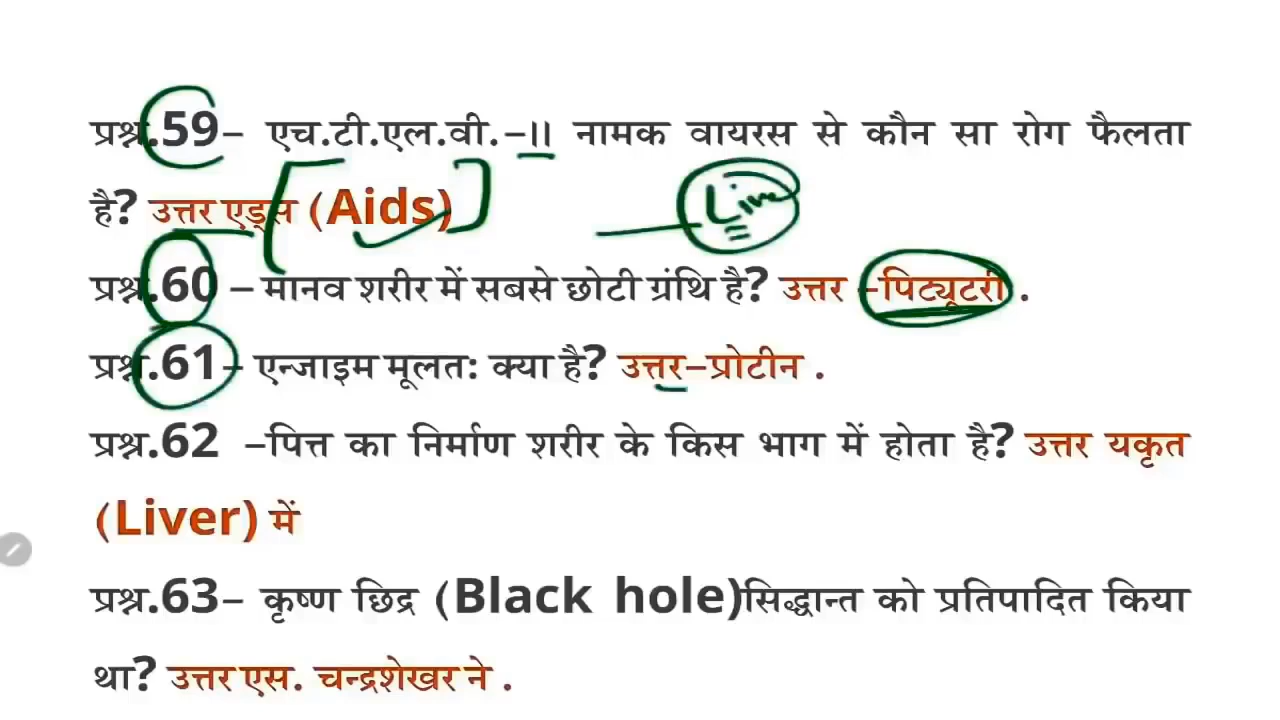 प्रश्न.59– एच.टी.एल.वी.–॥ नामक वायरस से कौन सा रोग फैलता
है? उत्तर एड्स (Aids)
Live
प्रश्न.60 – मानव शरीर में सबसे छोटी ग्रंथि है? उत्तर –पिट्यूटरी .
प्रश्न.61– एन्जाइम मूलत: क्या है? उत्तर–प्रोटीन .
प्रश्न.62 –पित्त का निर्माण शरीर के किस भाग में होता है? उत्तर यकृत
(Liver) में
प्रश्न.63– कृष्ण छिद्र (Black hole)सिद्धान्त को प्रतिपादित किया
था? उत्तर एस. चन्द्रशेखर ने .